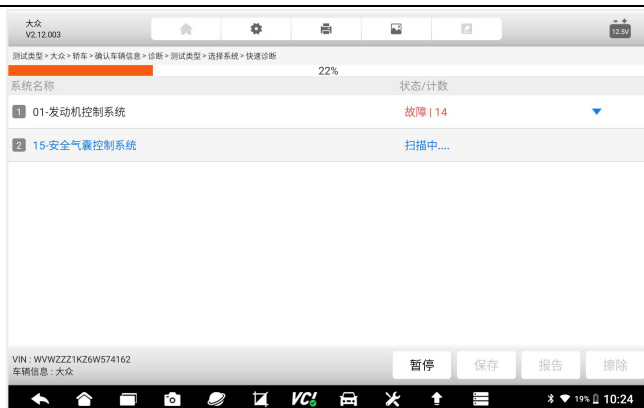 大众
V2.12.003
12.5V
测试类型 > 大众 > 轿车 > 确认车辆信息 > 诊断 > 测试类型 > 选择系统 > 快速诊断
22%
系统名称 状态/计数
1 01-发动机控制系统 故障 | 14
2 15-安全气囊控制系统 扫描中....
VIN : WVWZZZ1KZ6W574162
车辆信息 : 大众
暂停 保存 报告 擦除
VC! 19% 10:24